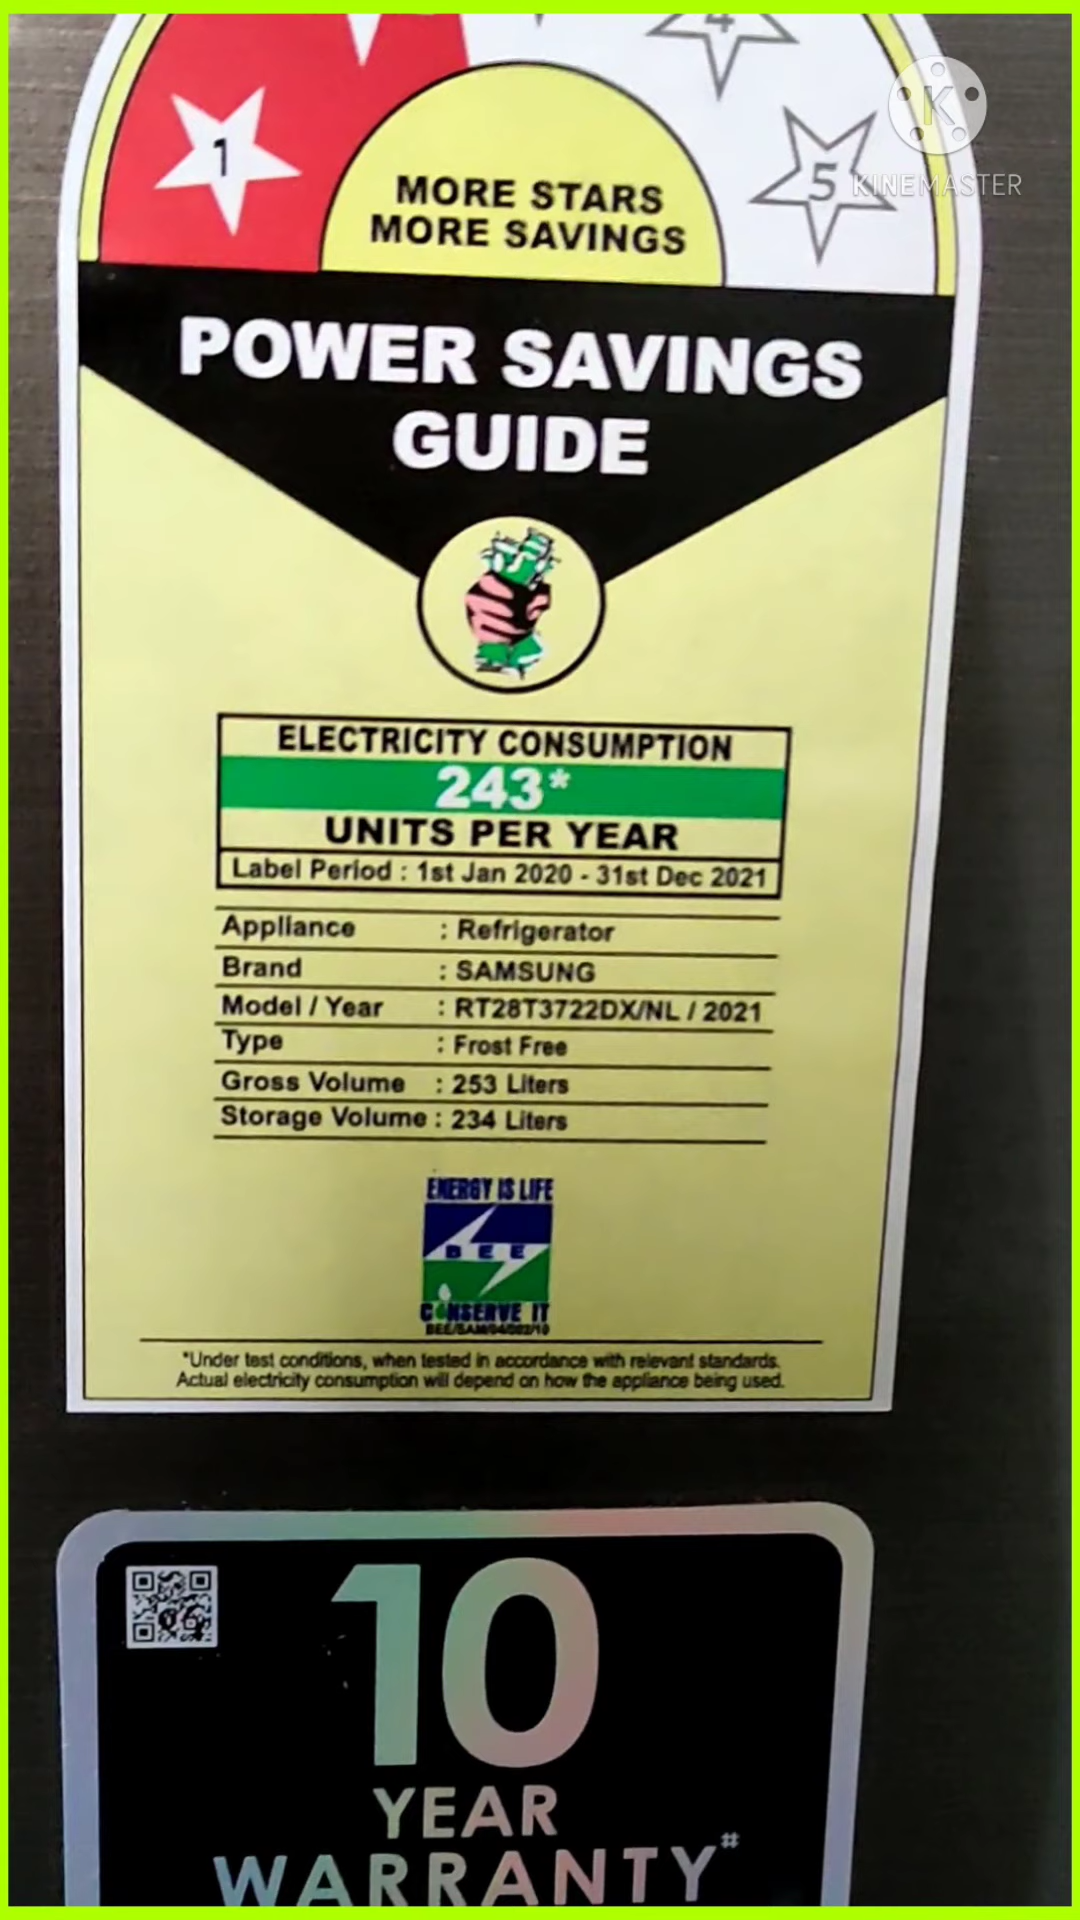 4
1
5
K
KINEMASTER
MORE STARS
MORE SAVINGS
POWER SAVINGS
GUIDE
ELECTRICITY CONSUMPTION
243*
UNITS PER YEAR
Label Period : 1st Jan 2020 - 31st Dec 2021
Appliance : Refrigerator
Brand : SAMSUNG
Model / Year : RT28T3722DX/NL / 2021
Type : Frost Free
Gross Volume : 253 Liters
Storage Volume : 234 Liters
ENERGY IS LIFE
BEE
CONSERVE IT
*Under test conditions, when tested in accordance with relevant standards.
Actual electricity consumption will depend on how the appliance being used.
10
YEAR
WARRANTY#